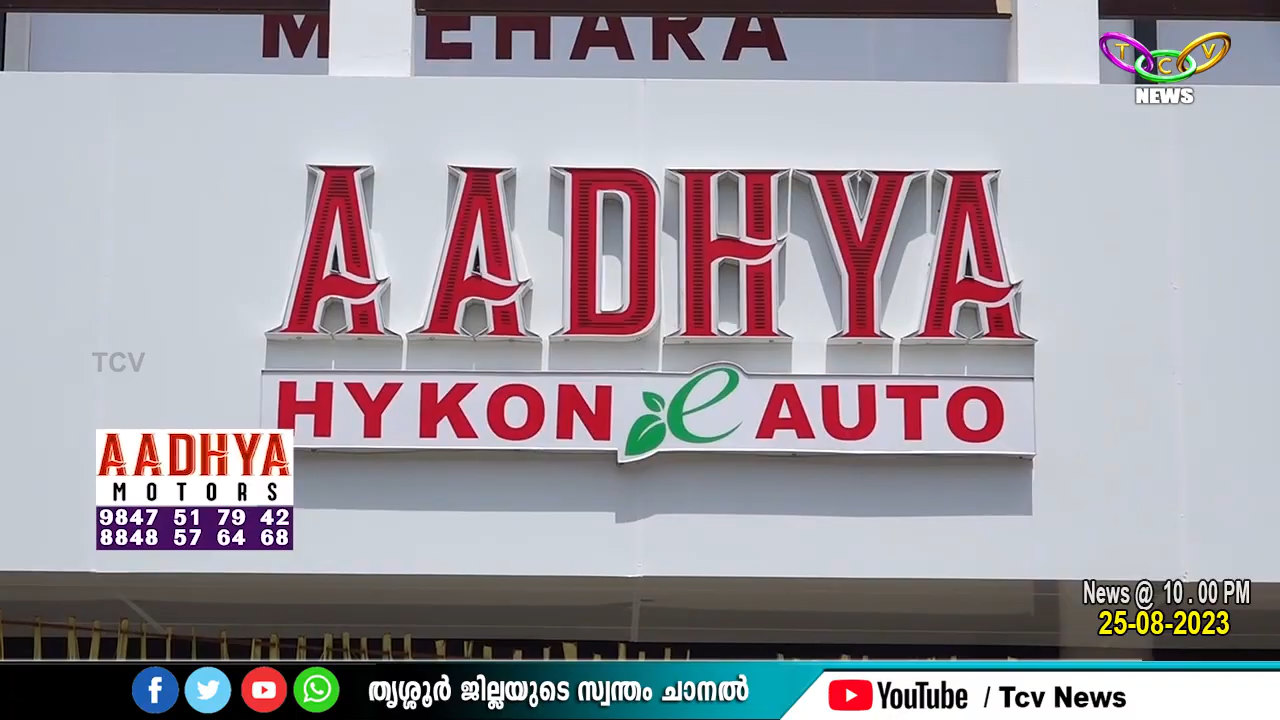 EHARA
T C V
NEWS
AADHYA
HYKON e AUTO
TCV
AADHYA
MOTORS
9847 51 79 42
8848 57 64 68
News @ 10 . 00 PM
25-08-2023
തൃശ്ശൂർ ജില്ലയുടെ സ്വന്തം ചാനൽ
YouTube / Tcv News